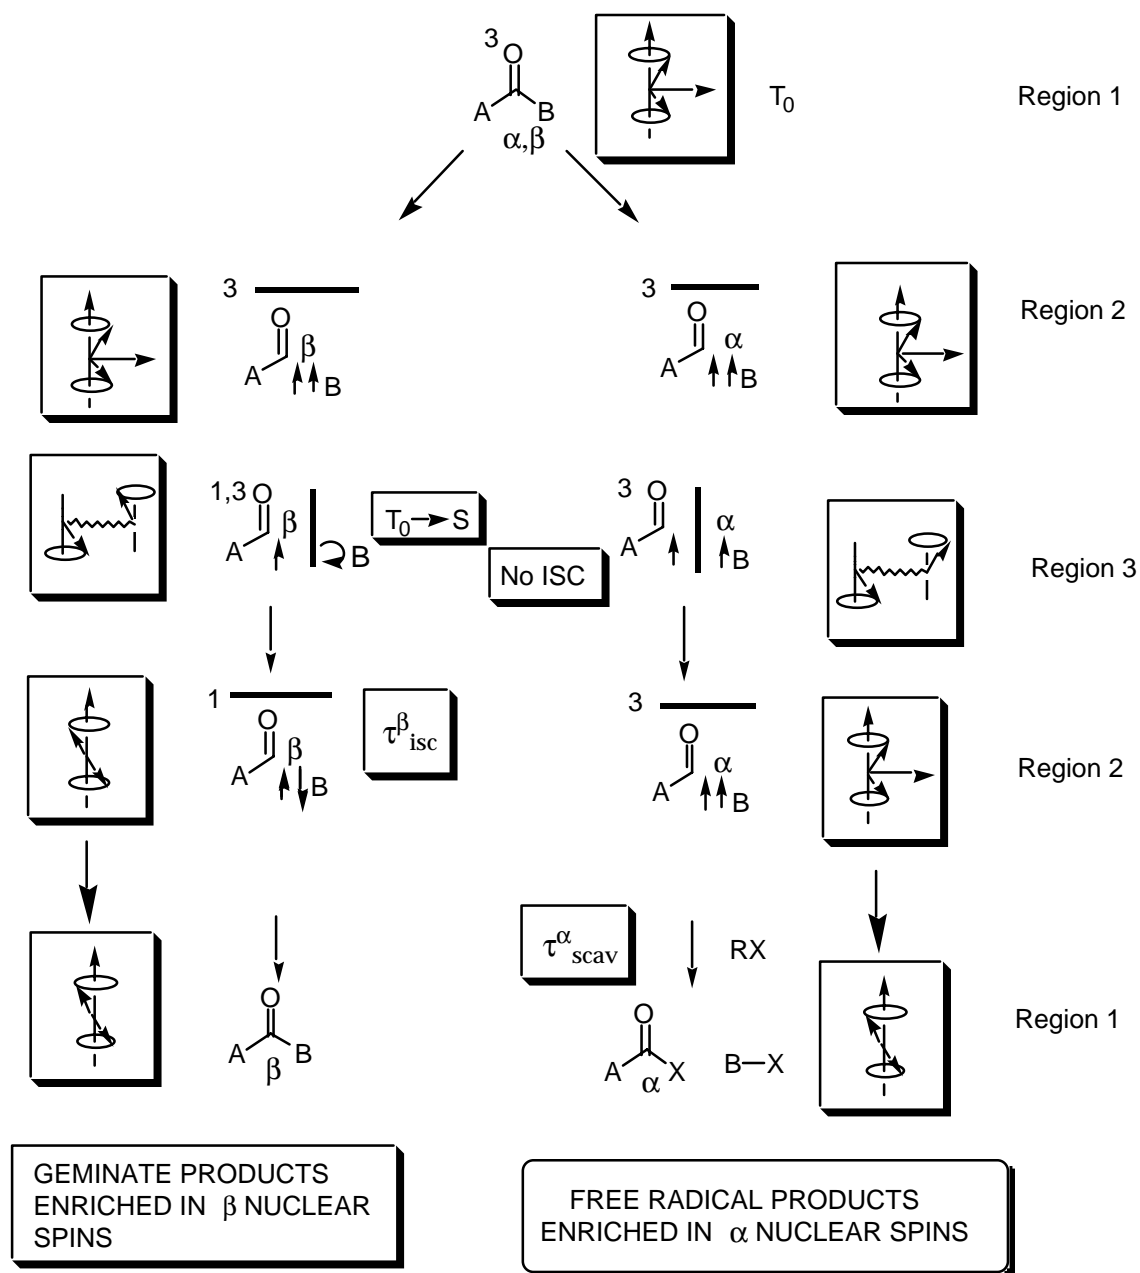 3
O
A
B
α,β
T0
Region 1
3
O
A
β
B
3
O
A
α
B
Region 2
1,3
O
A
β
B
T0 → S
No ISC
3
O
A
α
B
Region 3
1
O
A
β
B
τβisc
3
O
A
α
B
Region 2
ταscav
RX
O
A
B
β
O
A
X
α
B—X
Region 1
GEMINATE PRODUCTS
ENRICHED IN β NUCLEAR
SPINS
FREE RADICAL PRODUCTS
ENRICHED IN α NUCLEAR SPINS